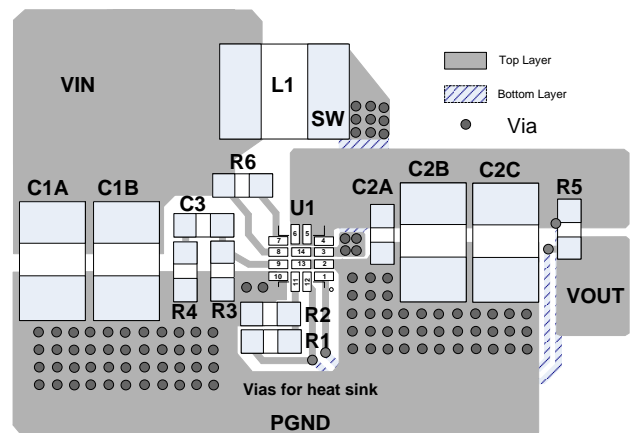 VIN
L1
SW
Top Layer
Bottom Layer
Via
R6
U1
C1A
C1B
C3
C2A
C2B
C2C
R5
6
5
7
4
8
14
3
9
13
2
10
11
12
1
R4
R3
R2
R1
VOUT
Vias for heat sink
PGND